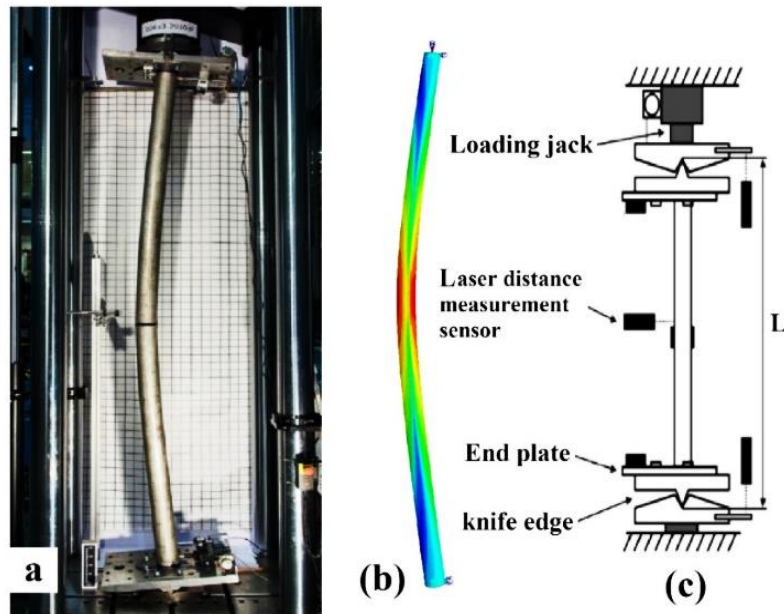 a
(b)
Loading jack
Laser distance
measurement
sensor
L
End plate
knife edge
(c)